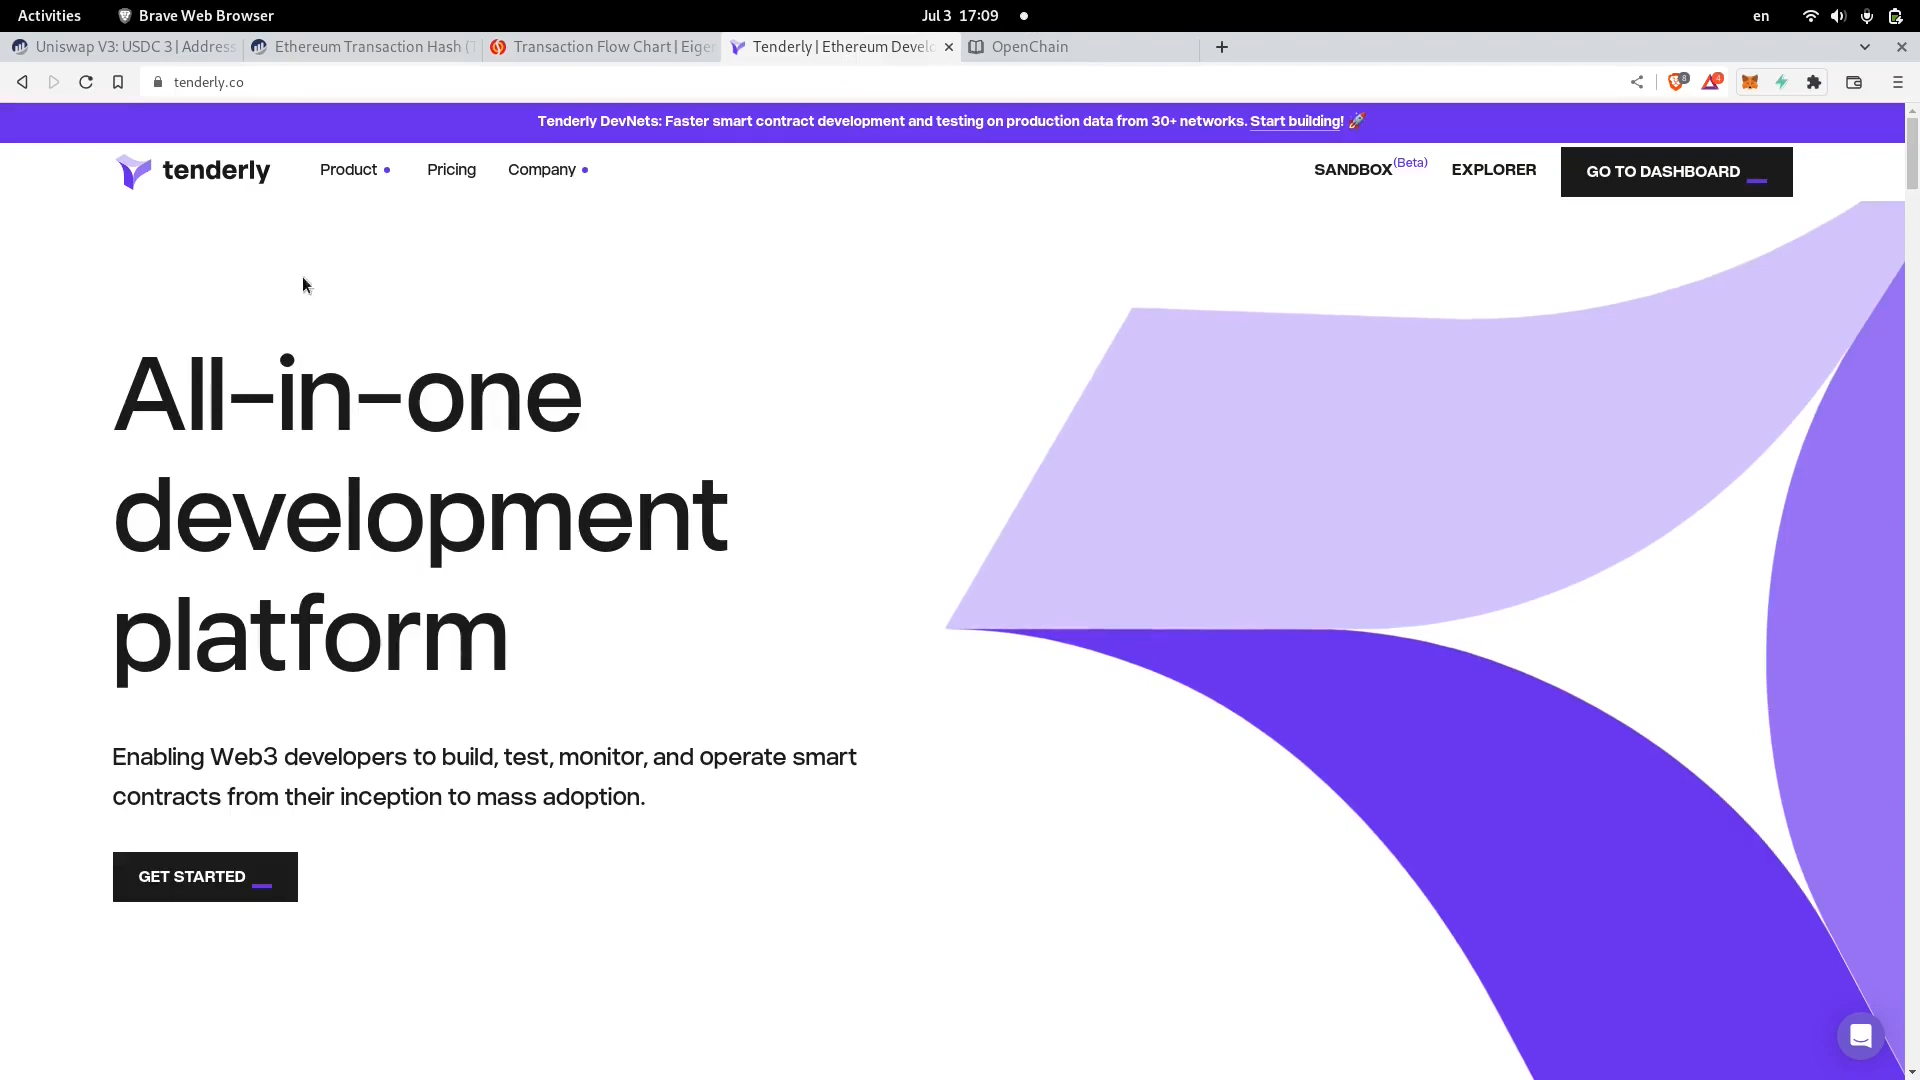 Activities
Brave Web Browser
Jul 3 17:09
en
Uniswap V3: USDC 3 | Address
Ethereum Transaction Hash (T
Transaction Flow Chart | Eigen
Tenderly | Ethereum Develo
OpenChain
tenderly.co
8
4
Tenderly DevNets: Faster smart contract development and testing on production data from 30+ networks. Start building! 🚀
tenderly
Product
Pricing
Company
SANDBOX(Beta)
EXPLORER
GO TO DASHBOARD
All-in-one
development
platform
Enabling Web3 developers to build, test, monitor, and operate smart
contracts from their inception to mass adoption.
GET STARTED